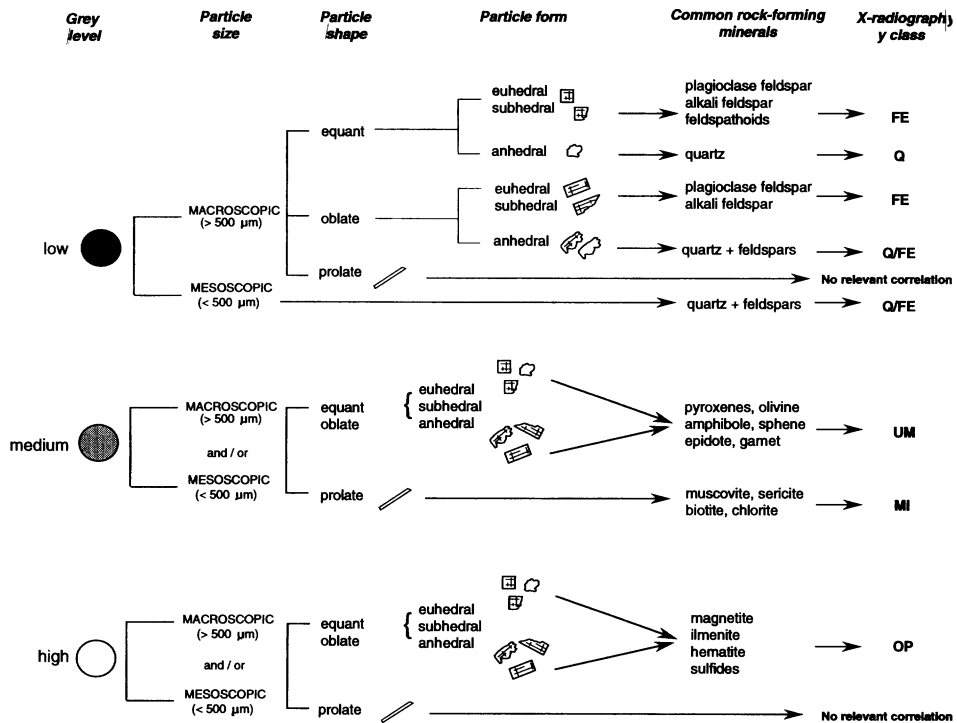 Grey level
Particle size
Particle shape
Particle form
Common rock-forming minerals
X-radiography y class
low
MACROSCOPIC
(> 500 µm)
equant
euhedral
subhedral
plagioclase feldspar
alkali feldspar
feldspathoids
FE
anhedral
quartz
Q
oblate
euhedral
subhedral
plagioclase feldspar
alkali feldspar
FE
anhedral
quartz + feldspars
Q/FE
prolate
No relevant correlation
MESOSCOPIC
(< 500 µm)
quartz + feldspars
Q/FE
medium
MACROSCOPIC
(> 500 µm)
and / or
MESOSCOPIC
(< 500 µm)
equant
oblate
{ euhedral
subhedral
anhedral
pyroxenes, olivine
amphibole, sphene
epidote, garnet
UM
prolate
muscovite, sericite
biotite, chlorite
MI
high
MACROSCOPIC
(> 500 µm)
and / or
MESOSCOPIC
(< 500 µm)
equant
oblate
{ euhedral
subhedral
anhedral
magnetite
ilmenite
hematite
sulfides
OP
prolate
No relevant correlation